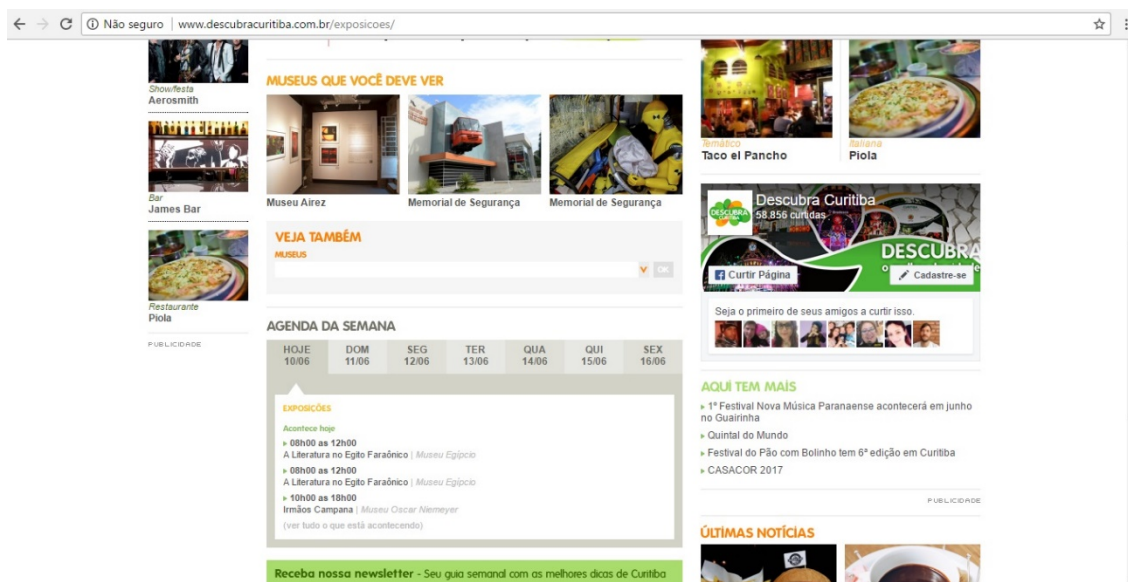 Não seguro | www.descubracuritiba.com.br/exposicoes/
Show/festa
Aerosmith
Bar
James Bar
Restaurante
Piola
PUBLICIDADE
MUSEUS QUE VOCÊ DEVE VER
Museu Airez
Memorial de Segurança
Memorial de Segurança
VEJA TAMBÉM
MUSEUS
OK
AGENDA DA SEMANA
HOJE
10/06
DOM
11/06
SEG
12/06
TER
13/06
QUA
14/06
QUI
15/06
SEX
16/06
EXPOSIÇÕES
Acontece hoje
08h00 as 12h00
A Literatura no Egito Faraônico | Museu Egípcio
08h00 as 12h00
A Literatura no Egito Faraônico | Museu Egípcio
10h00 as 18h00
Irmãos Campana | Museu Oscar Niemeyer
(ver tudo o que está acontecendo)
Receba nossa newsletter - Seu guia semanal com as melhores dicas de Curitiba
Temático
Taco el Pancho
Italiana
Piola
DESCUBRA
CURITIBA
Descubra Curitiba
58.856 curtidas
DESCUBRA
Curtir Página
Cadastre-se
Seja o primeiro de seus amigos a curtir isso.
AQUÍ TEM MAÍS
1ª Festival Nova Música Paranaense acontecerá em junho
no Guairinha
Quintal do Mundo
Festival do Pão com Bolinho tem 6ª edição em Curitiba
CASACOR 2017
PUBLICIDADE
ÚLTIMAS NOTÍCIAS